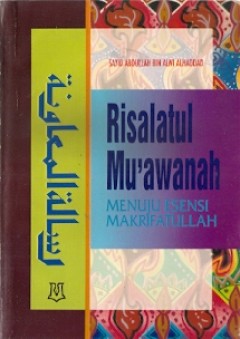 SAYID ABDULLAH BIN ALWI ALHADDAD
Risalatul
Mu'awanah
MENUJU ESENSI
MAKRIFATULLAH
رسالة المعاونة